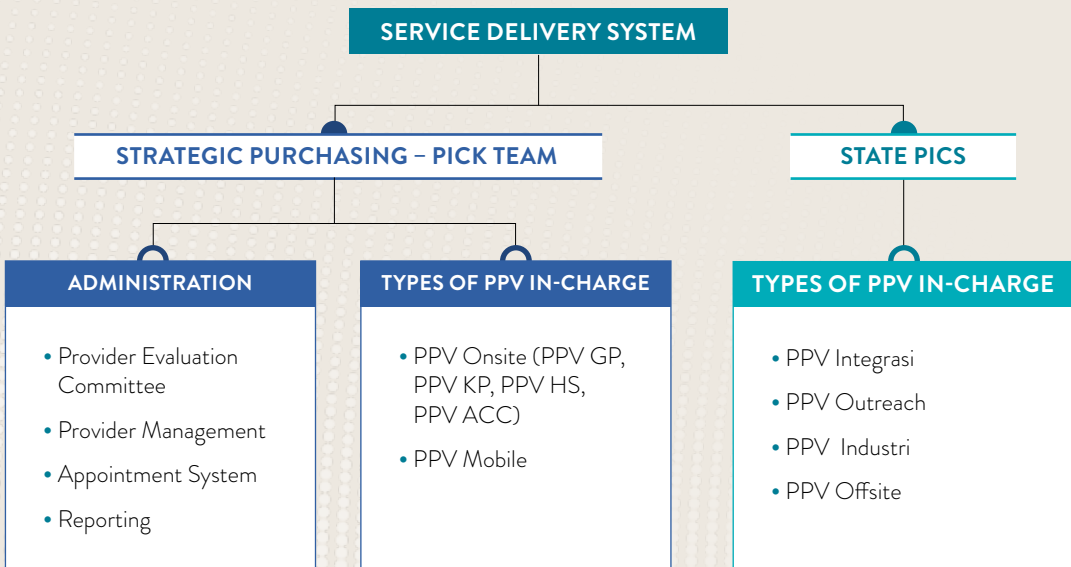 SERVICE DELIVERY SYSTEM
STRATEGIC PURCHASING – PICK TEAM
STATE PICS
ADMINISTRATION
• Provider Evaluation
Committee
• Provider Management
• Appointment System
• Reporting
TYPES OF PPV IN-CHARGE
• PPV Onsite (PPV GP,
PPV KP, PPV HS,
PPV ACC)
• PPV Mobile
TYPES OF PPV IN-CHARGE
• PPV Integrasi
• PPV Outreach
• PPV Industri
• PPV Offsite